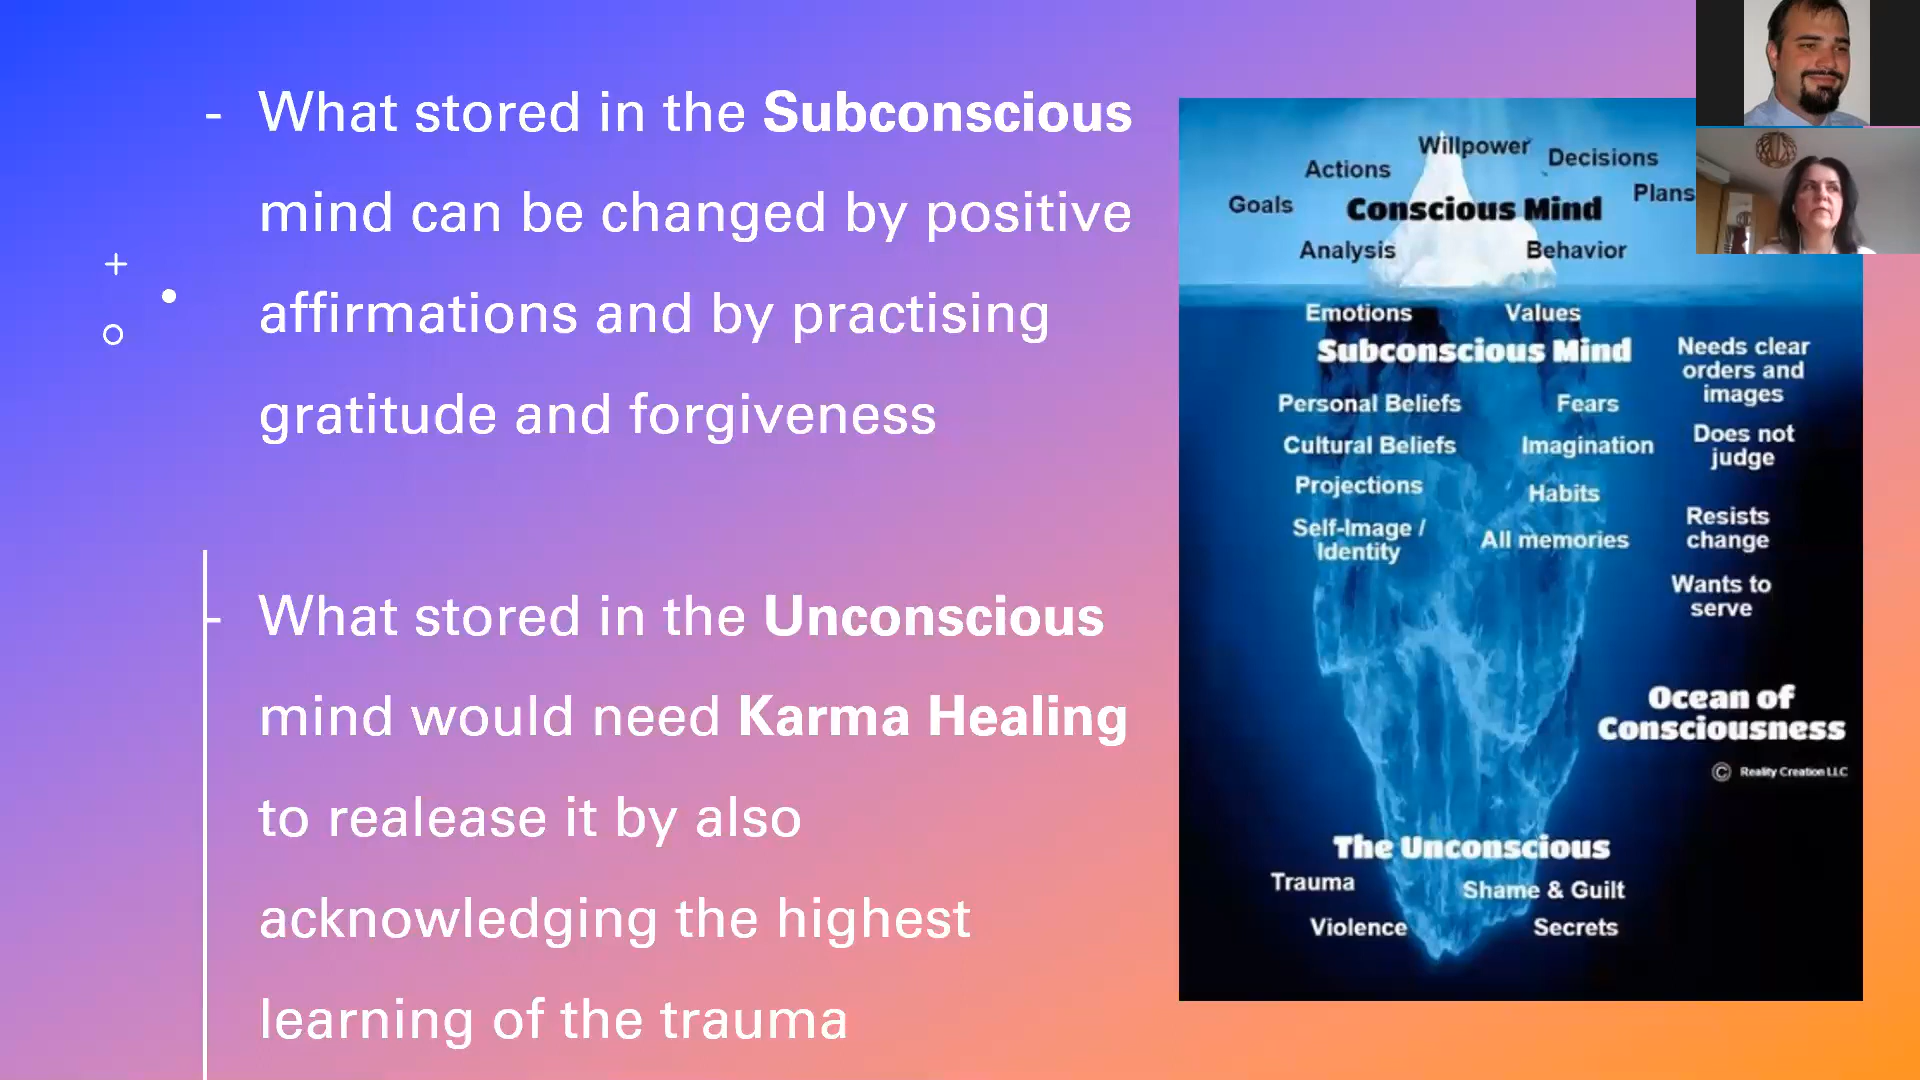 - What stored in the Subconscious
mind can be changed by positive
affirmations and by practising
gratitude and forgiveness
- What stored in the Unconscious
mind would need Karma Healing
to realease it by also
acknowledging the highest
learning of the trauma
Willpower
Actions
Decisions
Goals
Conscious Mind
Plans
Analysis
Behavior
Emotions
Values
Subconscious Mind
Needs clear
orders and
images
Personal Beliefs
Fears
Cultural Beliefs
Imagination
Does not
judge
Projections
Habits
Self-Image /
Identity
All memories
Resists
change
Wants to
serve
Ocean of
Consciousness
© Reality Creation LLC
The Unconscious
Trauma
Shame & Guilt
Violence
Secrets